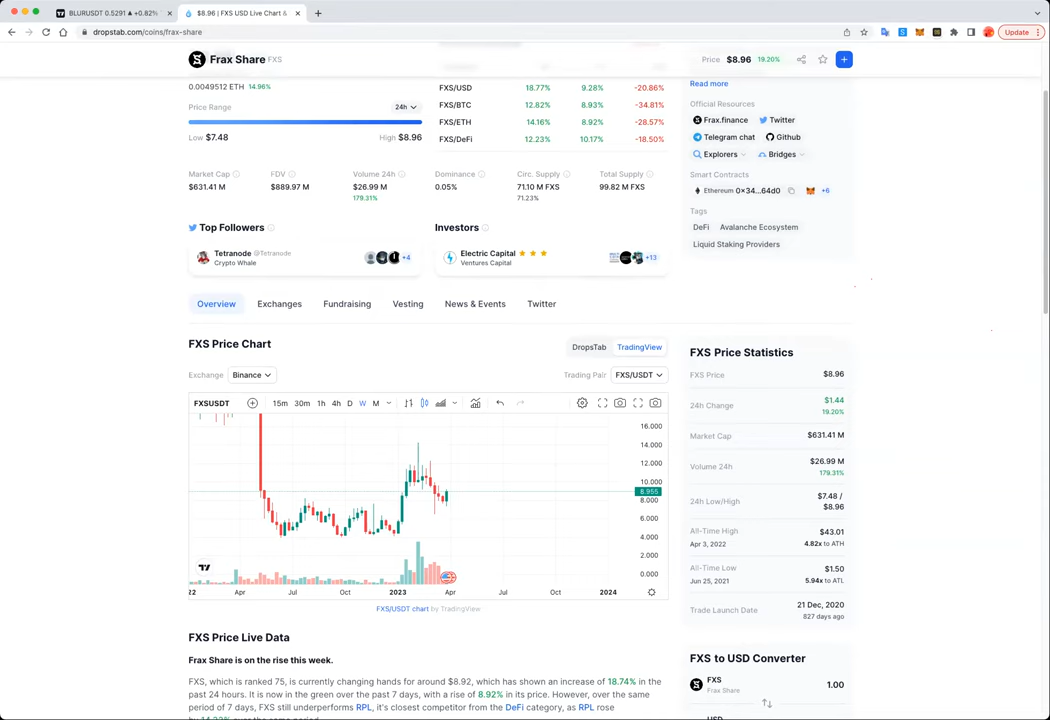 BLURUSDT 0.5291 ▲ +0.82%
$8.96 | FXS USD Live Chart &
dropstab.com/coins/frax-share
Update
Frax Share FXS
Price $8.96 19.20%
0.0049512 ETH 14.96%
Price Range
24h
Low $7.48
High $8.96
FXS/USD 18.77% 9.28% -20.86%
FXS/BTC 12.82% 8.93% -34.81%
FXS/ETH 14.16% 8.92% -28.57%
FXS/DeFi 12.23% 10.17% -18.50%
Read more
Official Resources
Frax.finance Twitter
Telegram chat Github
Explorers Bridges
Smart Contracts
Ethereum 0x34...64d0 +6
Tags
DeFi Avalanche Ecosystem
Liquid Staking Providers
Market Cap FDV Volume 24h Dominance Circ. Supply Total Supply
$631.41 M $889.97 M $26.99 M 0.05% 71.10 M FXS 99.82 M FXS
179.31% 71.23%
Top Followers
Tetranode @Tetranode
Crypto Whale
+4
Investors
Electric Capital
Ventures Capital
+13
Overview Exchanges Fundraising Vesting News & Events Twitter
FXS Price Chart
DropsTab TradingView
Exchange Binance
Trading Pair FXS/USDT
FXSUSDT 15m 30m 1h 4h D W M
16.000
14.000
12.000
10.000
8.955
8.000
6.000
4.000
2.000
0.000
22 Apr Jul Oct 2023 Apr Jul Oct 2024
FXS/USDT chart by TradingView
FXS Price Statistics
FXS Price $8.96
24h Change $1.44
19.20%
Market Cap $631.41 M
Volume 24h $26.99 M
179.31%
24h Low/High $7.48 /
$8.96
All-Time High $43.01
Apr 3, 2022 4.82x to ATH
All-Time Low $1.50
Jun 25, 2021 5.94x to ATL
Trade Launch Date 21 Dec, 2020
827 days ago
FXS Price Live Data
Frax Share is on the rise this week.
FXS, which is ranked 75, is currently changing hands for around $8.92, which has shown an increase of 18.74% in the
past 24 hours. It is now in the green over the past 7 days, with a rise of 8.92% in its price. However, over the same
period of 7 days, FXS still underperforms RPL, it's closest competitor from the DeFi category, as RPL rose
FXS to USD Converter
FXS
Frax Share
1.00